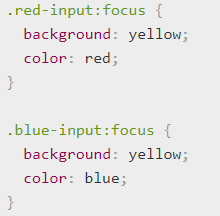 .red-input:focus {
  background: yellow;
  color: red;
}

.blue-input:focus {
  background: yellow;
  color: blue;
}